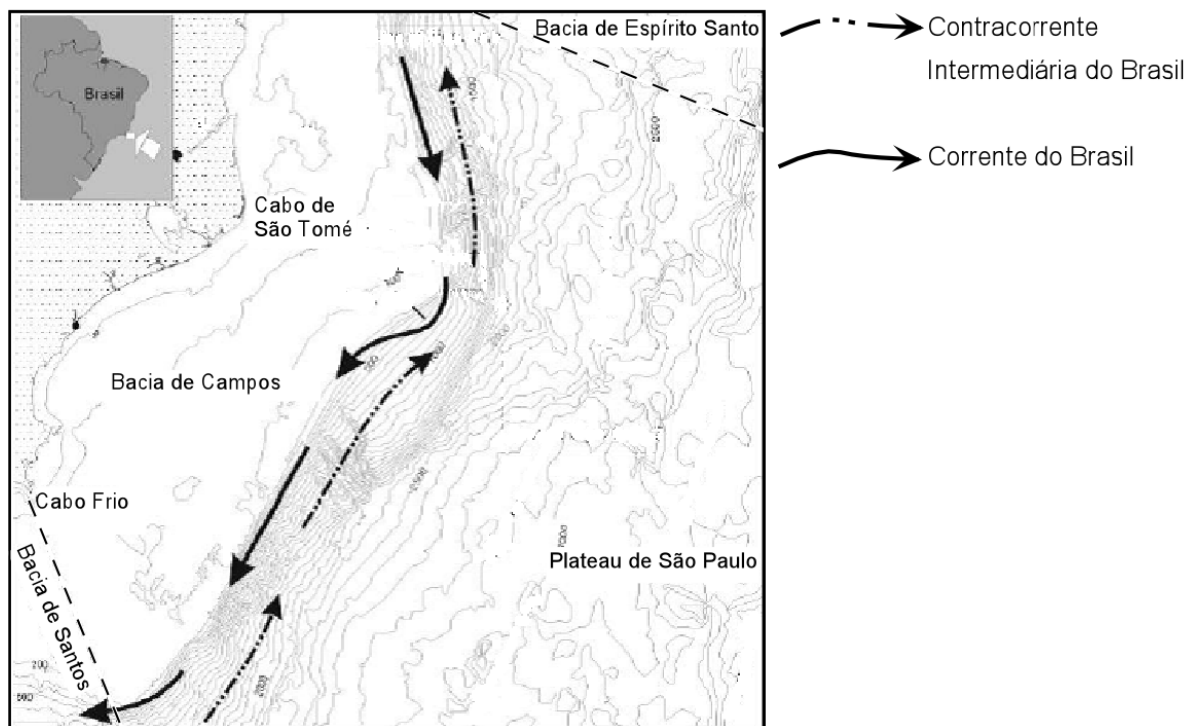 Brasil
Bacia de Espírito Santo
Contracorrente
Intermediária do Brasil
Corrente do Brasil
Cabo de
São Tomé
Bacia de Campos
Cabo Frio
Plateau de São Paulo
Bacia de Santos
200